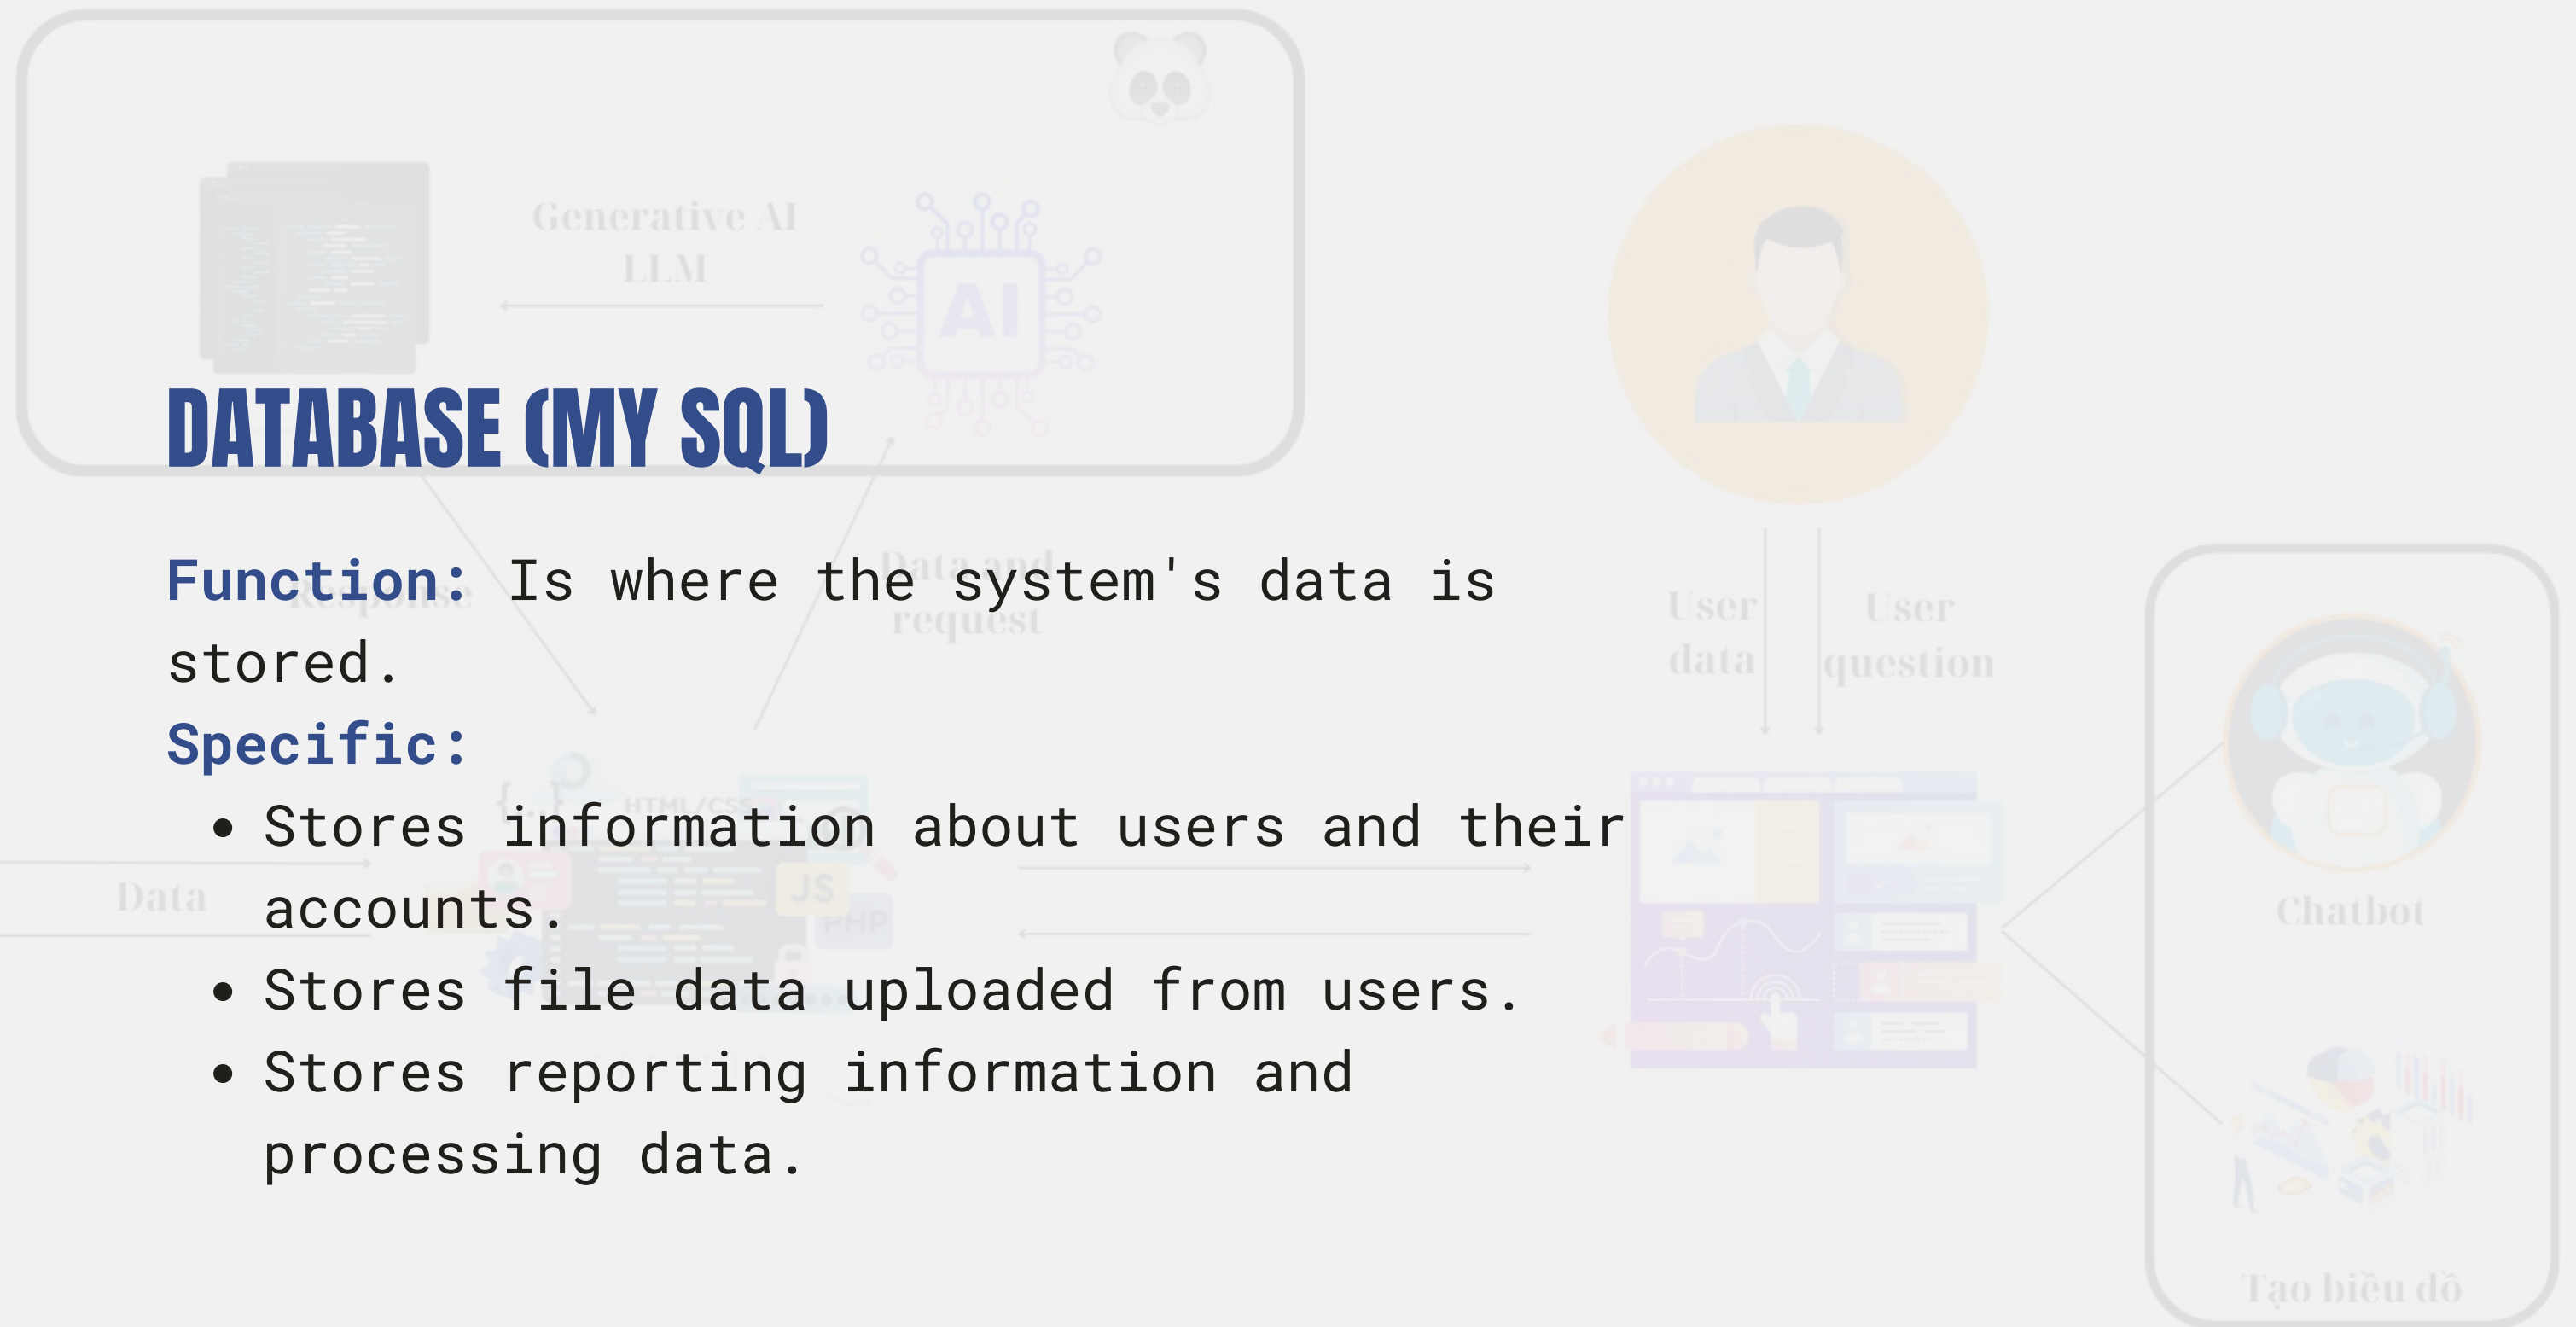 Generative AI
LLM
AI
DATABASE (MY SQL)
Function: Is where the system's data is
stored.
Response
Data and
request
User
data
User
question
Specific:
{...}
HTML/CSS
• Stores information about users and their
accounts.
Data
JS
PHP
Chatbot
• Stores file data uploaded from users.
• Stores reporting information and
processing data.
Tạo biểu đồ